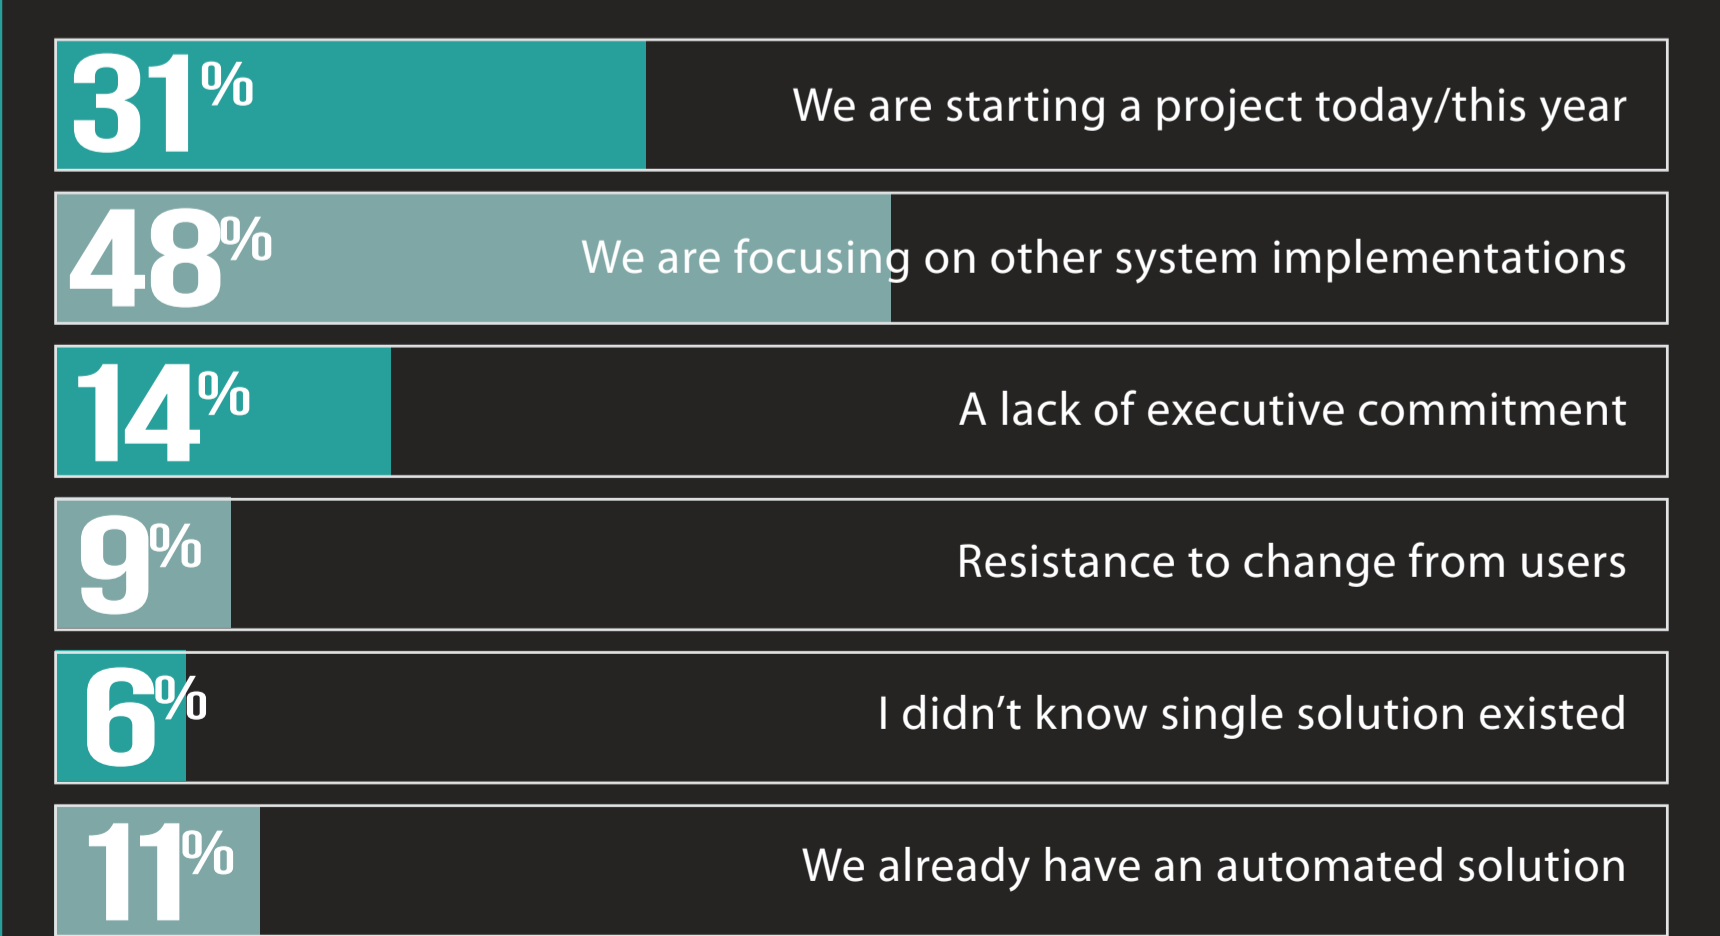 31% We are starting a project today/this year
48% We are focusing on other system implementations
14% A lack of executive commitment
9% Resistance to change from users
6% I didn’t know single solution existed
11% We already have an automated solution